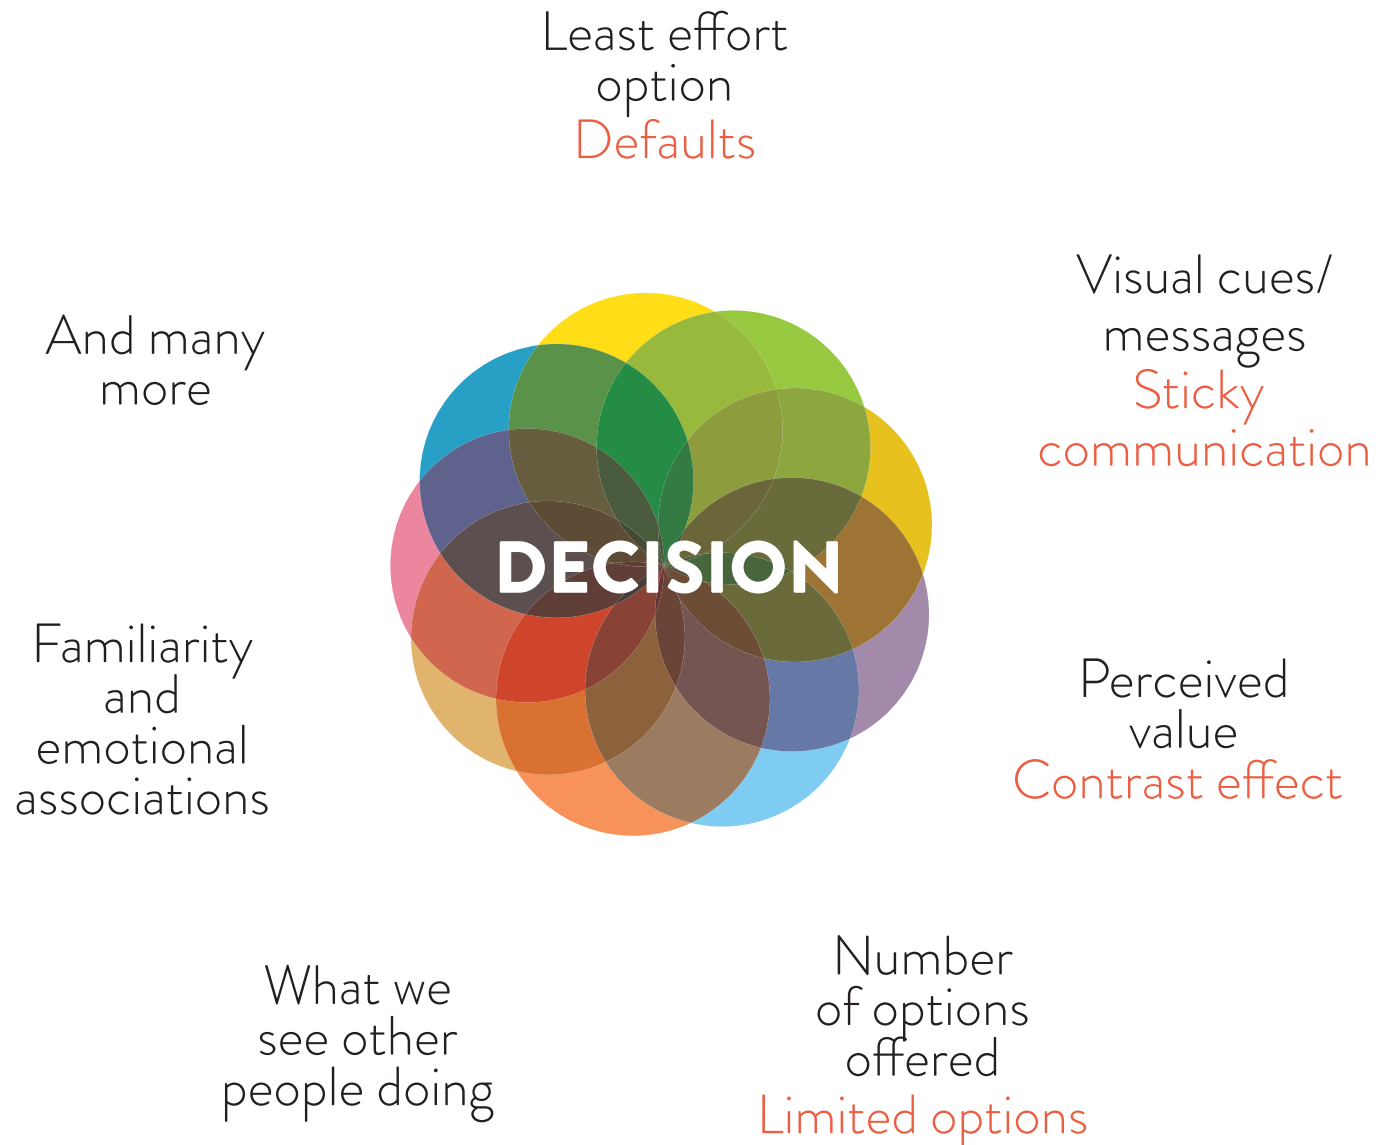 Least effort
option
Defaults
Visual cues/
messages
Sticky
communication
And many
more
DECISION
Familiarity
and
emotional
associations
Perceived
value
Contrast effect
What we
see other
people doing
Number
of options
offered
Limited options